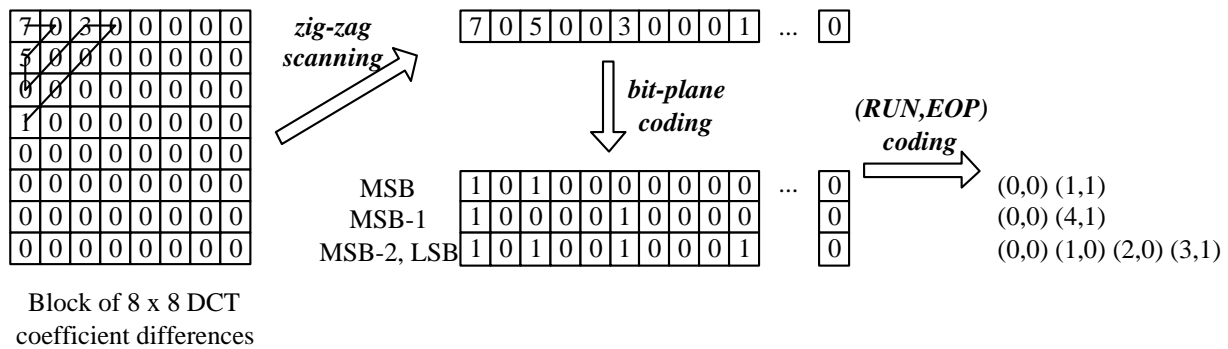 7 0 3 0 0 0 0 0
5 0 0 0 0 0 0 0
0 0 0 0 0 0 0 0
1 0 0 0 0 0 0 0
0 0 0 0 0 0 0 0
0 0 0 0 0 0 0 0
0 0 0 0 0 0 0 0
0 0 0 0 0 0 0 0
Block of 8 x 8 DCT
coefficient differences
zig-zag
scanning
7 0 5 0 0 3 0 0 0 1 ... 0
bit-plane
coding
MSB 1 0 1 0 0 0 0 0 0 0 ... 0
MSB-1 1 0 0 0 0 1 0 0 0 0 0
MSB-2, LSB 1 0 1 0 0 1 0 0 0 1 0
(RUN,EOP)
coding
(0,0) (1,1)
(0,0) (4,1)
(0,0) (1,0) (2,0) (3,1)